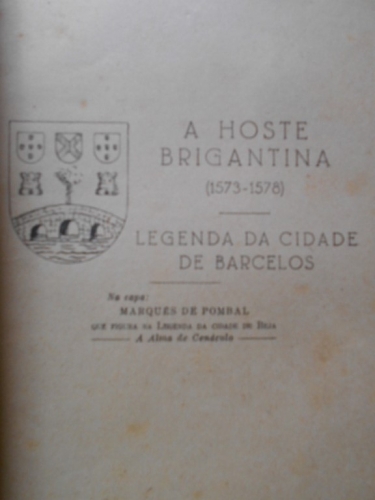 A HOSTE
BRIGANTINA
(1573-1578)
LEGENDA DA CIDADE
DE BARCELOS
Na capa:
MARQUÊS DE POMBAL
QUE FIGURA NA LEGENDA DA CIDADE DE BEJA
A Alma de Cenáculo